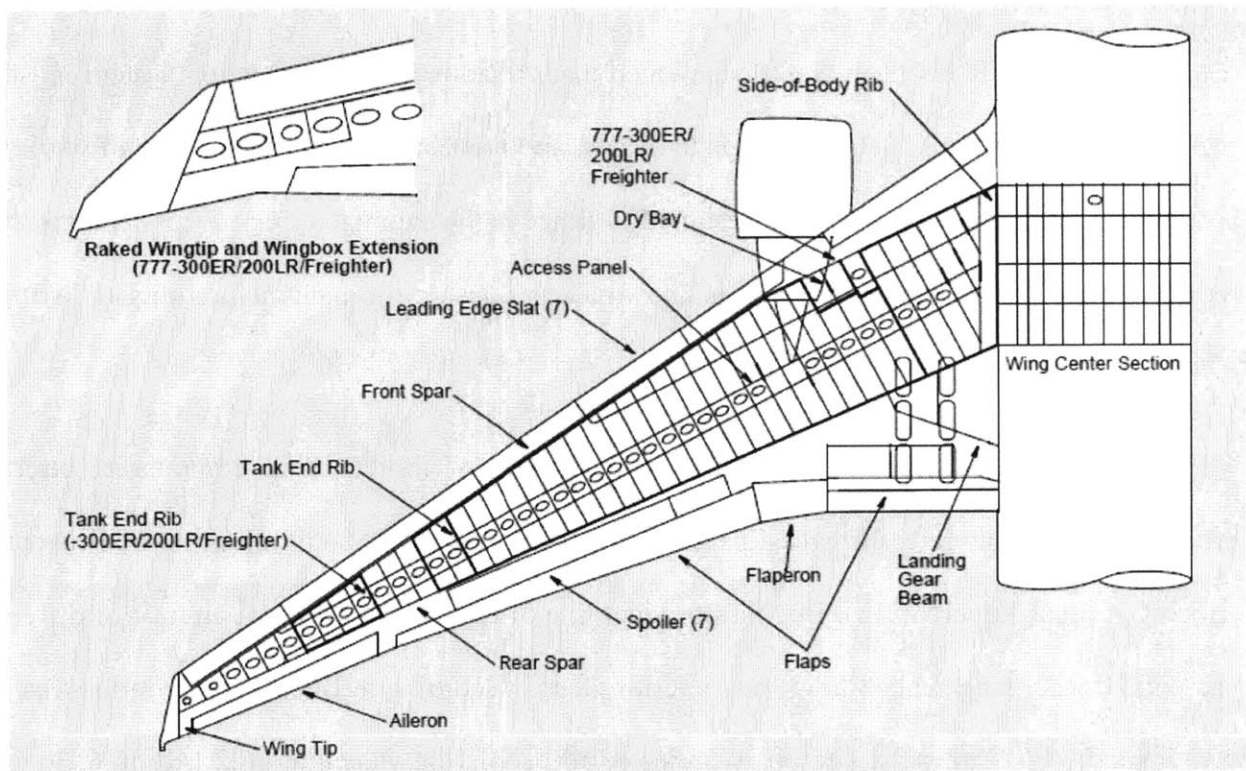 Side-of-Body Rib
777-300ER/
200LR/
Freighter
Dry Bay
Raked Wingtip and Wingbox Extension
(777-300ER/200LR/Freighter)
Access Panel
Leading Edge Slat (7)
Wing Center Section
Front Spar
Tank End Rib
Tank End Rib
(-300ER/200LR/Freighter)
Landing
Gear
Beam
Flaperon
Spoiler (7)
Flaps
Rear Spar
Aileron
Wing Tip